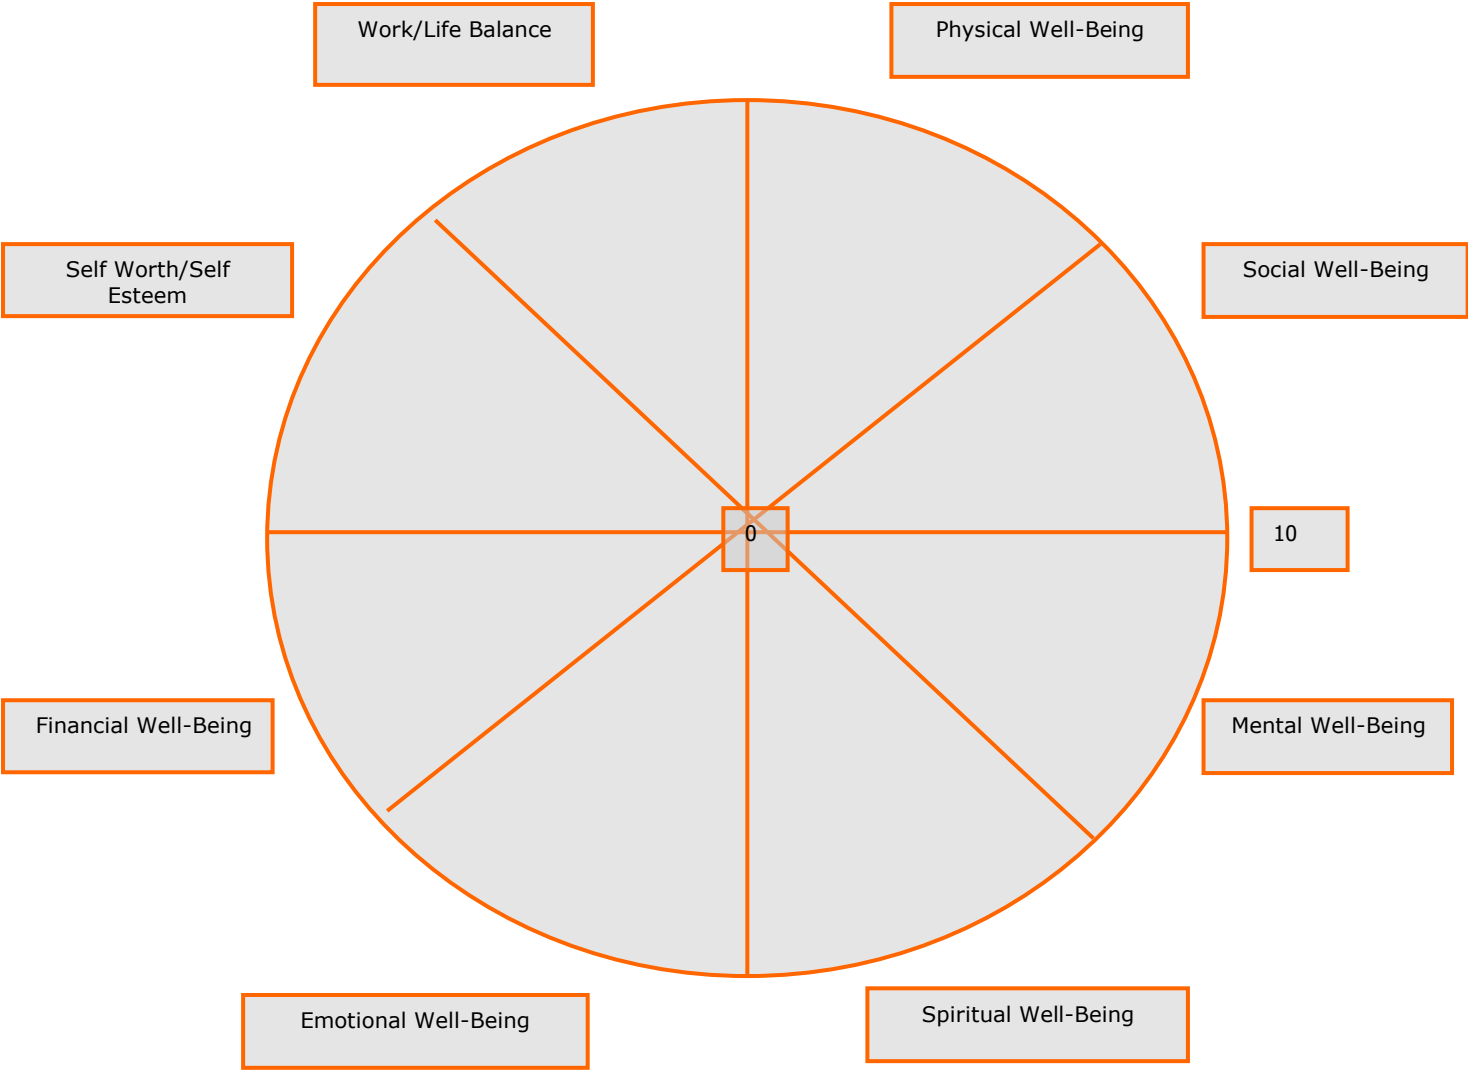 Work/Life Balance
Physical Well-Being
Self Worth/Self
Esteem
Social Well-Being
0
10
Financial Well-Being
Mental Well-Being
Emotional Well-Being
Spiritual Well-Being